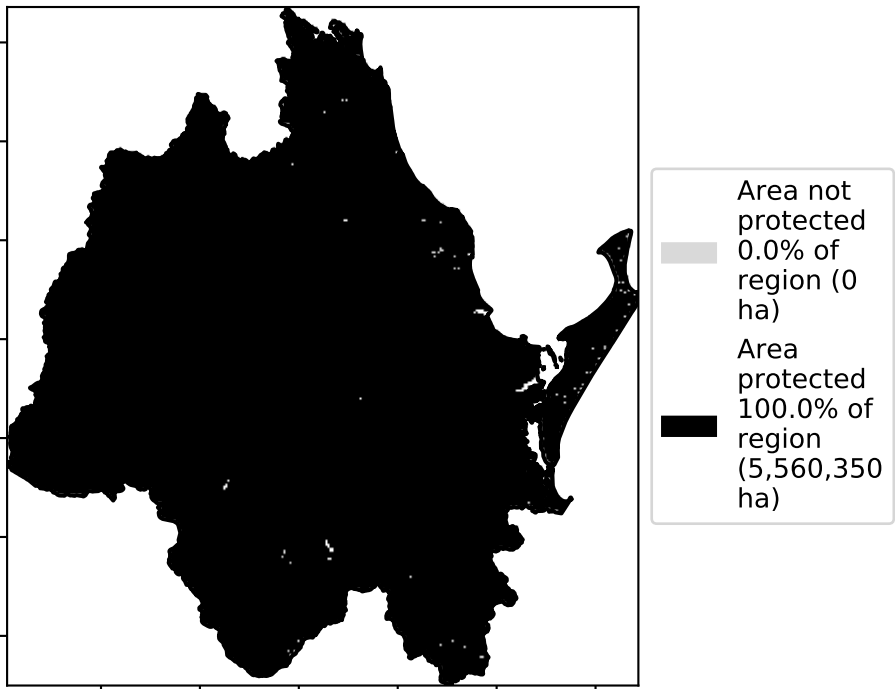 Area not
protected
0.0% of
region (0
ha)
Area
protected
100.0% of
region
(5,560,350
ha)